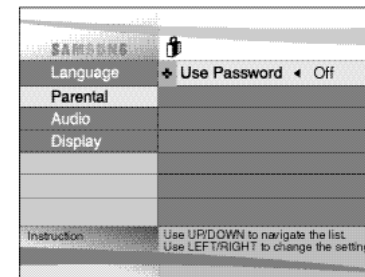 SAMSUNG
Language
Use Password ◄ Off
Parental
Audio
Display
Instruction
Use UP/DOWN to navigate the list.
Use LEFT/RIGHT to change the setting